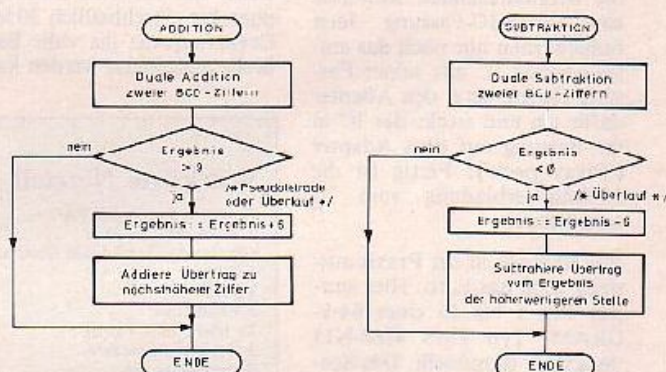 ADDITION
Duale Addition
zweier BCD-Ziffern
nein
Ergebnis
> 9
ja
/* Pseudotetrade
oder Überlauf */
Ergebnis := Ergebnis+6
Addiere Übertrag zu
nächsthöherer Ziffer
ENDE
SUBTRAKTION
Duale Subtraktion
zweier BCD-Ziffern
nein
Ergebnis
< 0
ja
/* Überlauf */
Ergebnis := Ergebnis-6
Subtrahiere Übertrag
vom Ergebnis
der höherwertigeren Stelle
ENDE